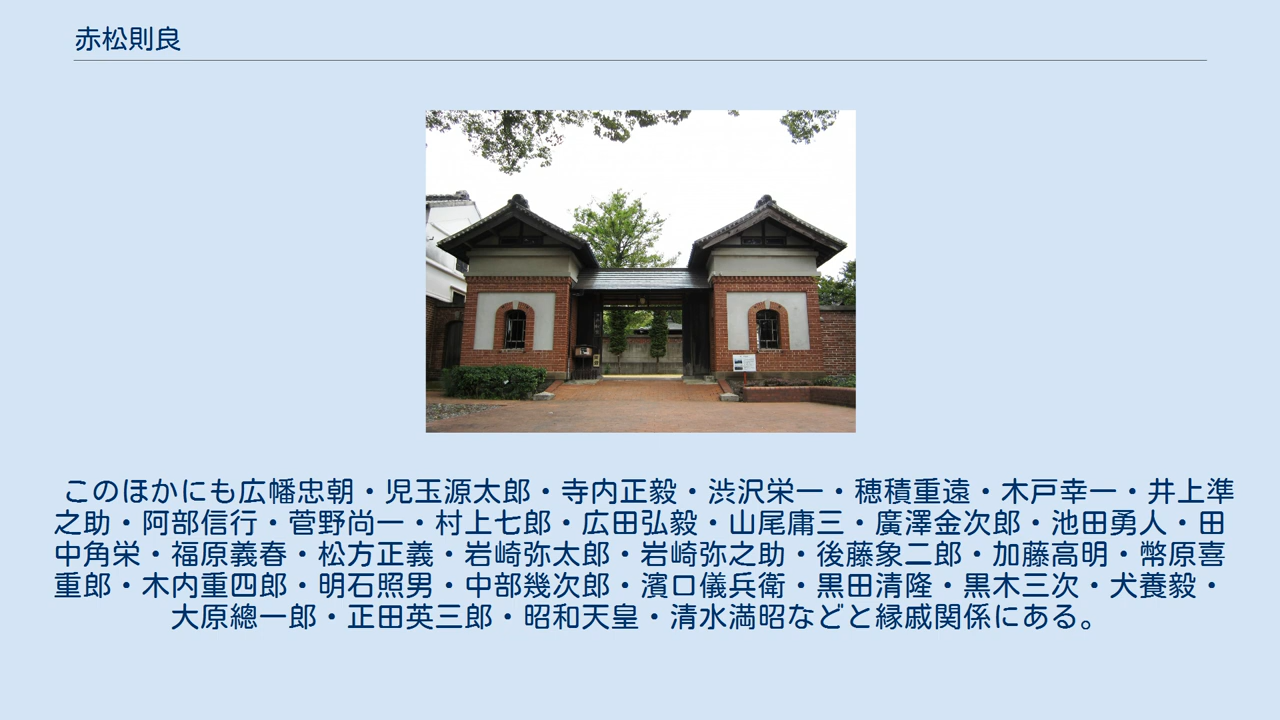 赤松則良
このほかにも広幡忠朝・児玉源太郎・寺内正毅・渋沢栄一・穂積重遠・木戸幸一・井上準
之助・阿部信行・菅野尚一・村上七郎・広田弘毅・山尾庸三・廣澤金次郎・池田勇人・田
中角栄・福原義春・松方正義・岩崎弥太郎・岩崎弥之助・後藤象二郎・加藤高明・幣原喜
重郎・木内重四郎・明石照男・中部幾次郎・濱口儀兵衛・黒田清隆・黒木三次・犬養毅・
大原總一郎・正田英三郎・昭和天皇・清水満昭などと縁戚関係にある。